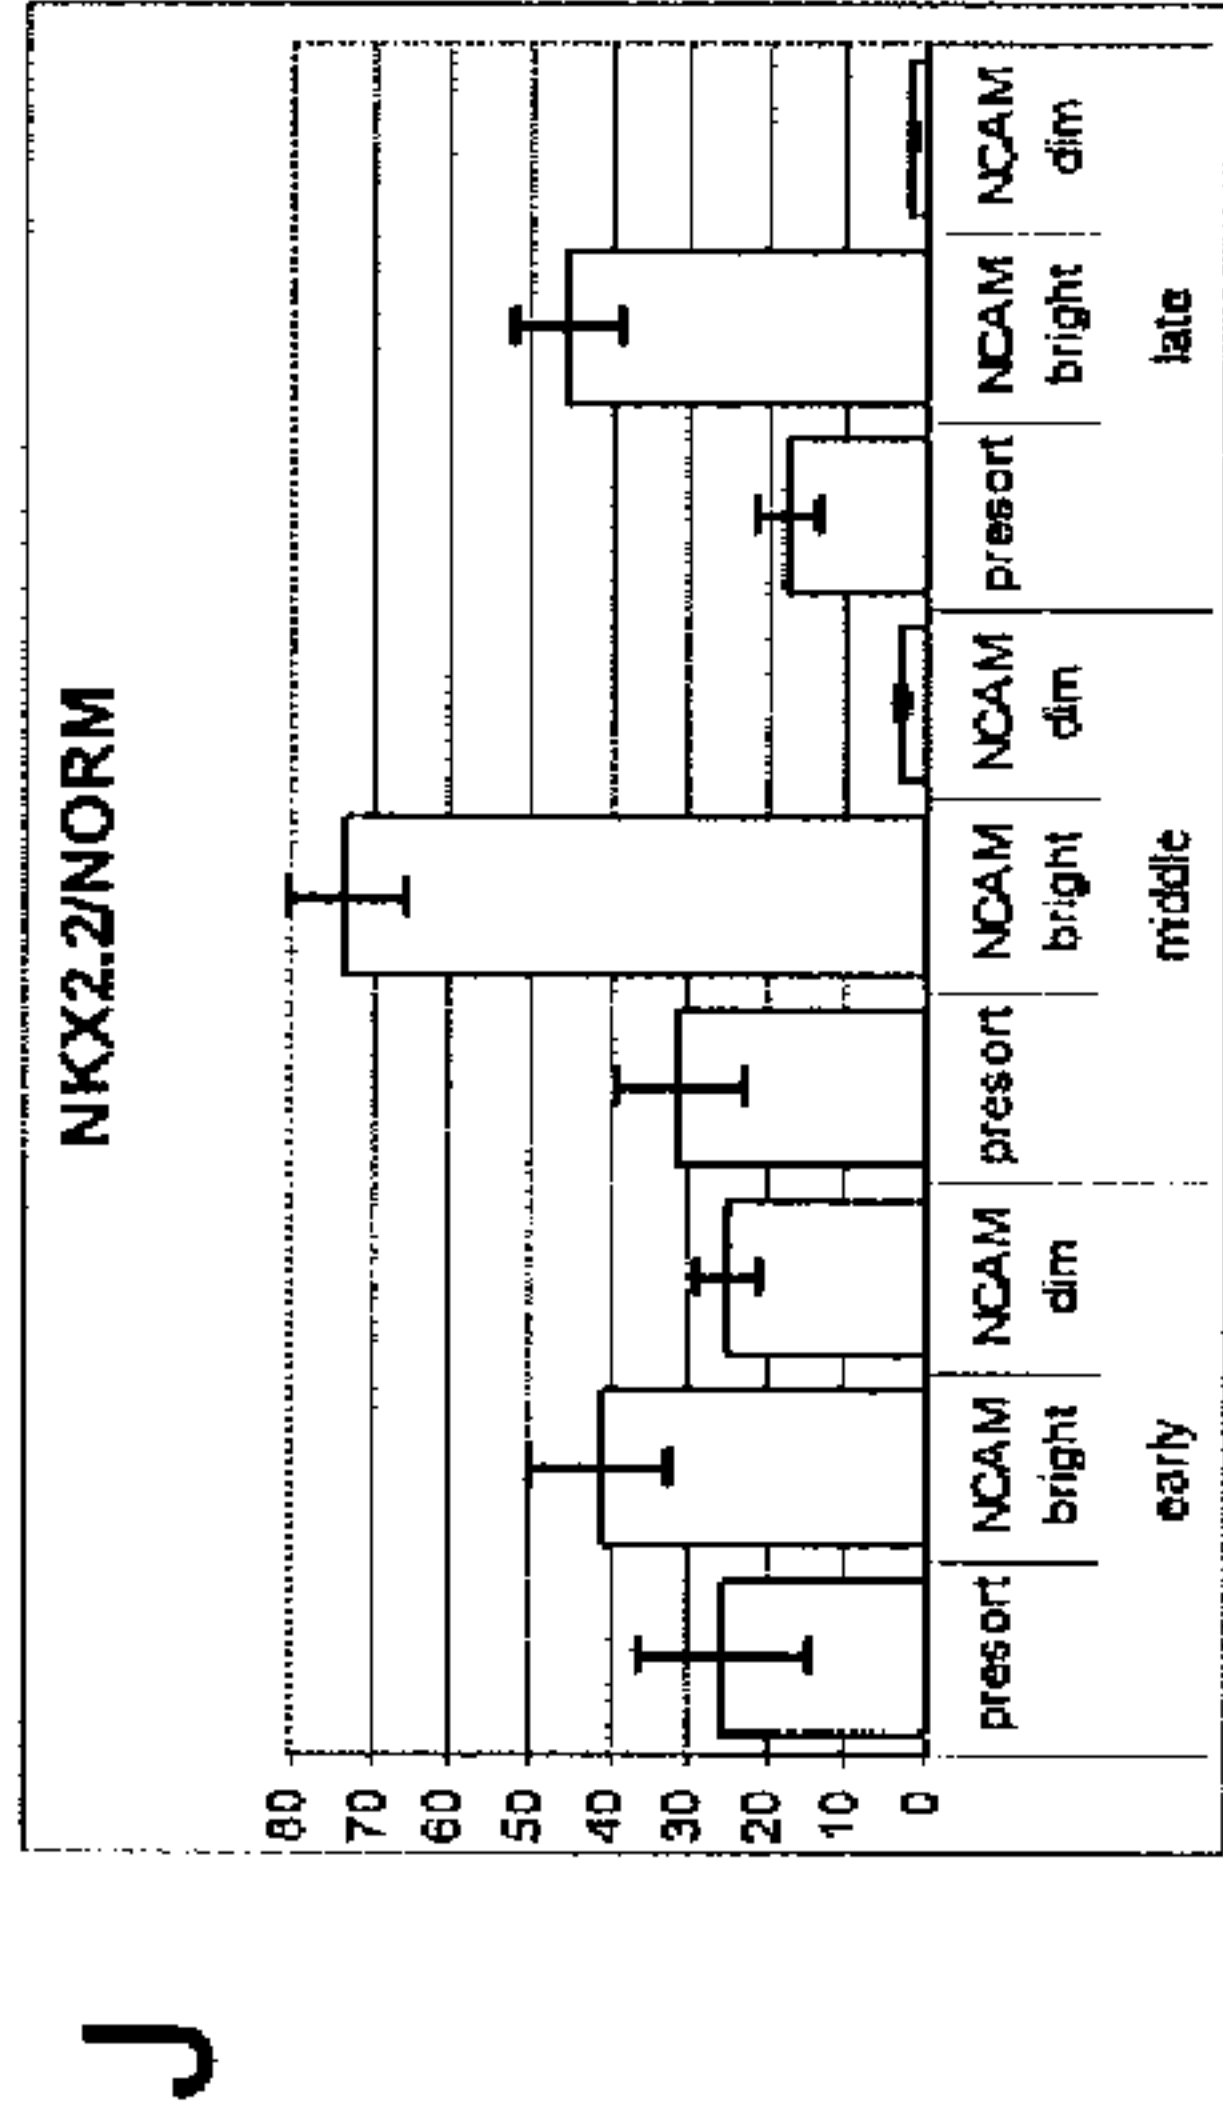 J
NKX2.2/NORM
80
70
60
50
40
30
20
10
0
presort NCAM bright NCAM dim presort NCAM bright NCAM dim presort NCAM bright NCAM dim
early middle late